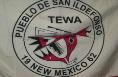 PUEBLO DE SAN ILDEFONSO
TEWA
19 NEW MEXICO 62